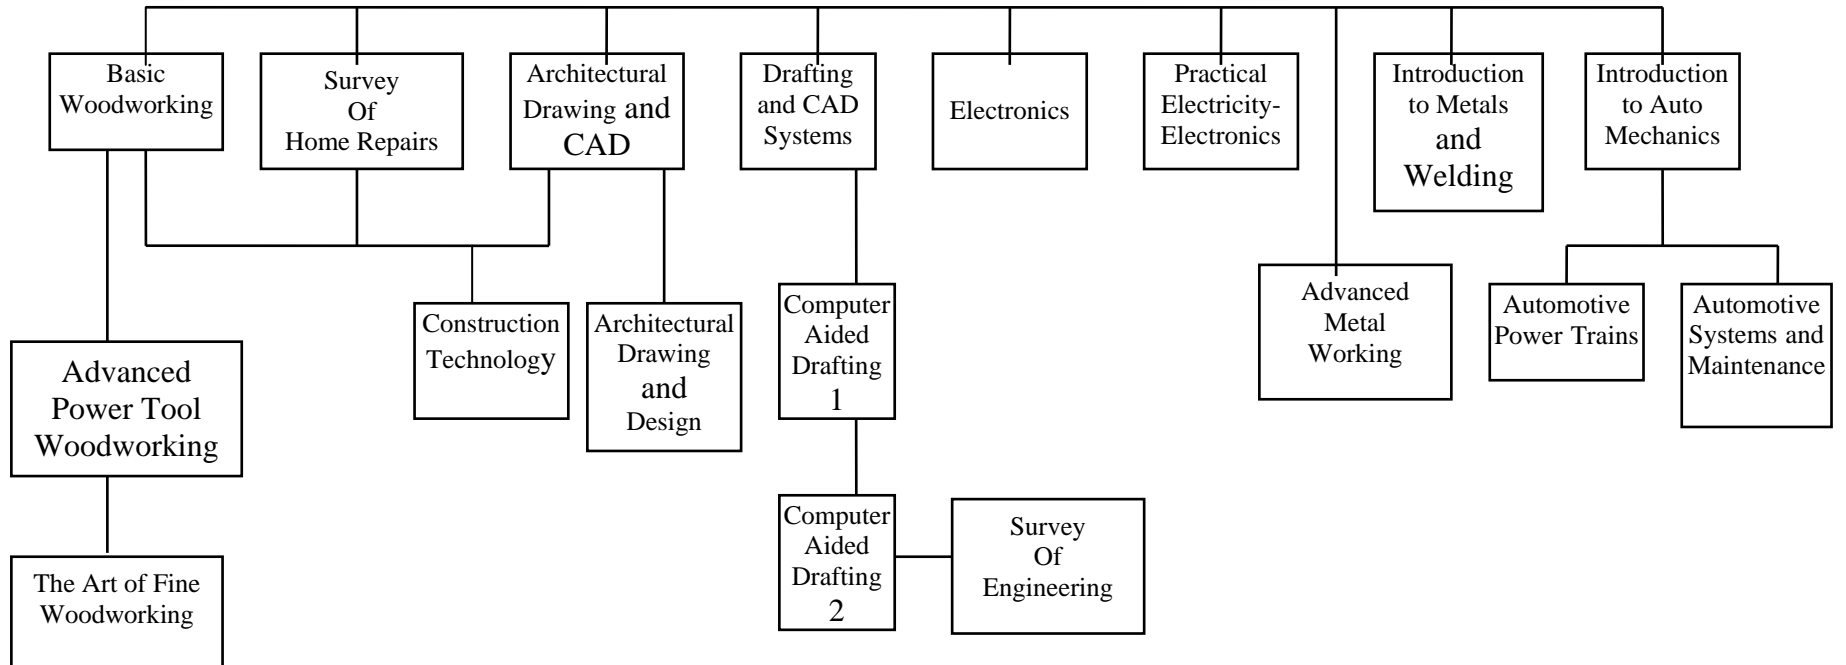 Basic
Woodworking
Survey
Of
Home Repairs
Architectural
Drawing and
CAD
Drafting
and CAD
Systems
Electronics
Practical
Electricity-
Electronics
Introduction
to Metals
and
Welding
Introduction
to Auto
Mechanics
Advanced
Power Tool
Woodworking
Construction
Technology
Architectural
Drawing
and
Design
Computer
Aided
Drafting
1
Advanced
Metal
Working
Automotive
Power Trains
Automotive
Systems and
Maintenance
The Art of Fine
Woodworking
Computer
Aided
Drafting
2
Survey
Of
Engineering